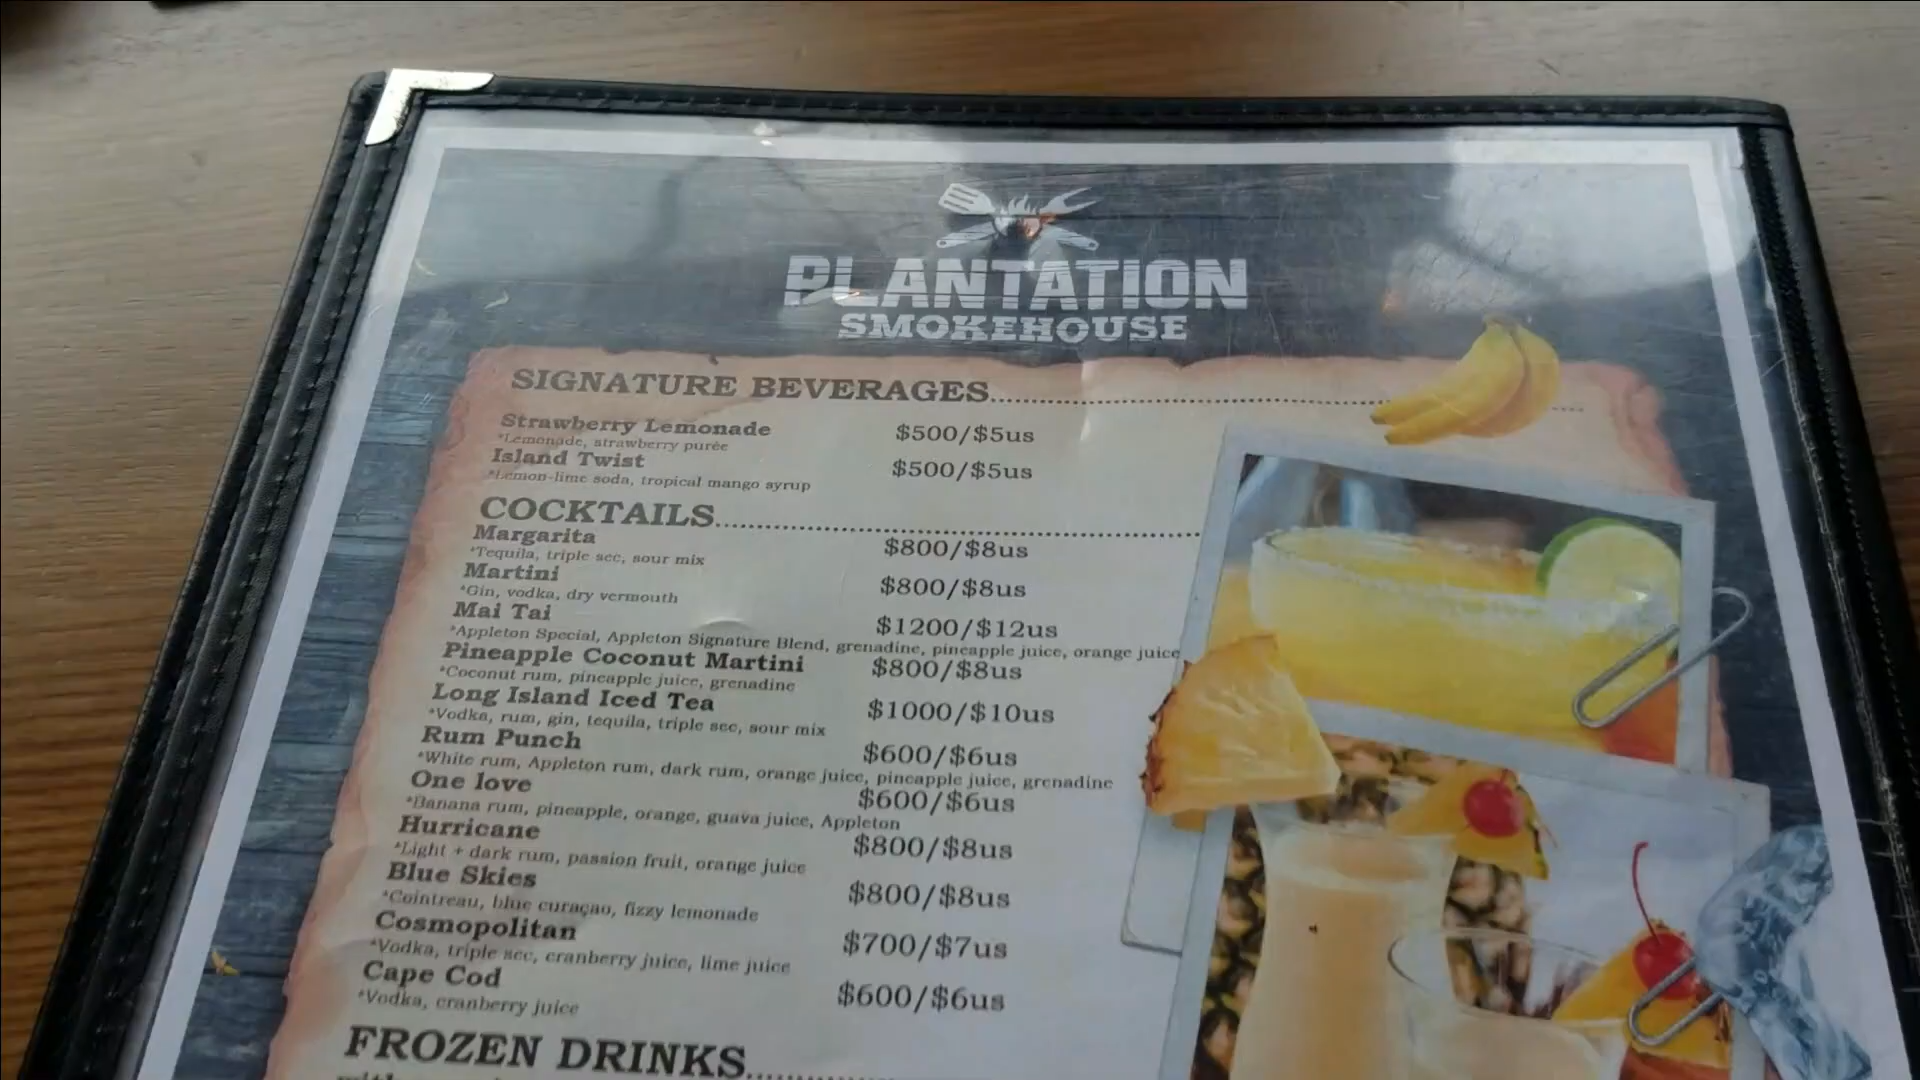 PLANTATION
SMOKEHOUSE
SIGNATURE BEVERAGES
Strawberry Lemonade $500/$5us
*Lemonade, strawberry purée
Island Twist $500/$5us
*Lemon-lime soda, tropical mango syrup
COCKTAILS
Margarita $800/$8us
*Tequila, triple sec, sour mix
Martini $800/$8us
*Gin, vodka, dry vermouth
Mai Tai $1200/$12us
*Appleton Special, Appleton Signature Blend, grenadine, pineapple juice, orange juice
Pineapple Coconut Martini $800/$8us
*Coconut rum, pineapple juice, grenadine
Long Island Iced Tea $1000/$10us
*Vodka, rum, gin, tequila, triple sec, sour mix
Rum Punch $600/$6us
*White rum, Appleton rum, dark rum, orange juice, pineapple juice, grenadine
One love $600/$6us
*Banana rum, pineapple, orange, guava juice, Appleton
Hurricane $800/$8us
*Light + dark rum, passion fruit, orange juice
Blue Skies $800/$8us
*Cointreau, blue curaçao, fizzy lemonade
Cosmopolitan $700/$7us
*Vodka, triple sec, cranberry juice, lime juice
Cape Cod $600/$6us
*Vodka, cranberry juice
FROZEN DRINKS